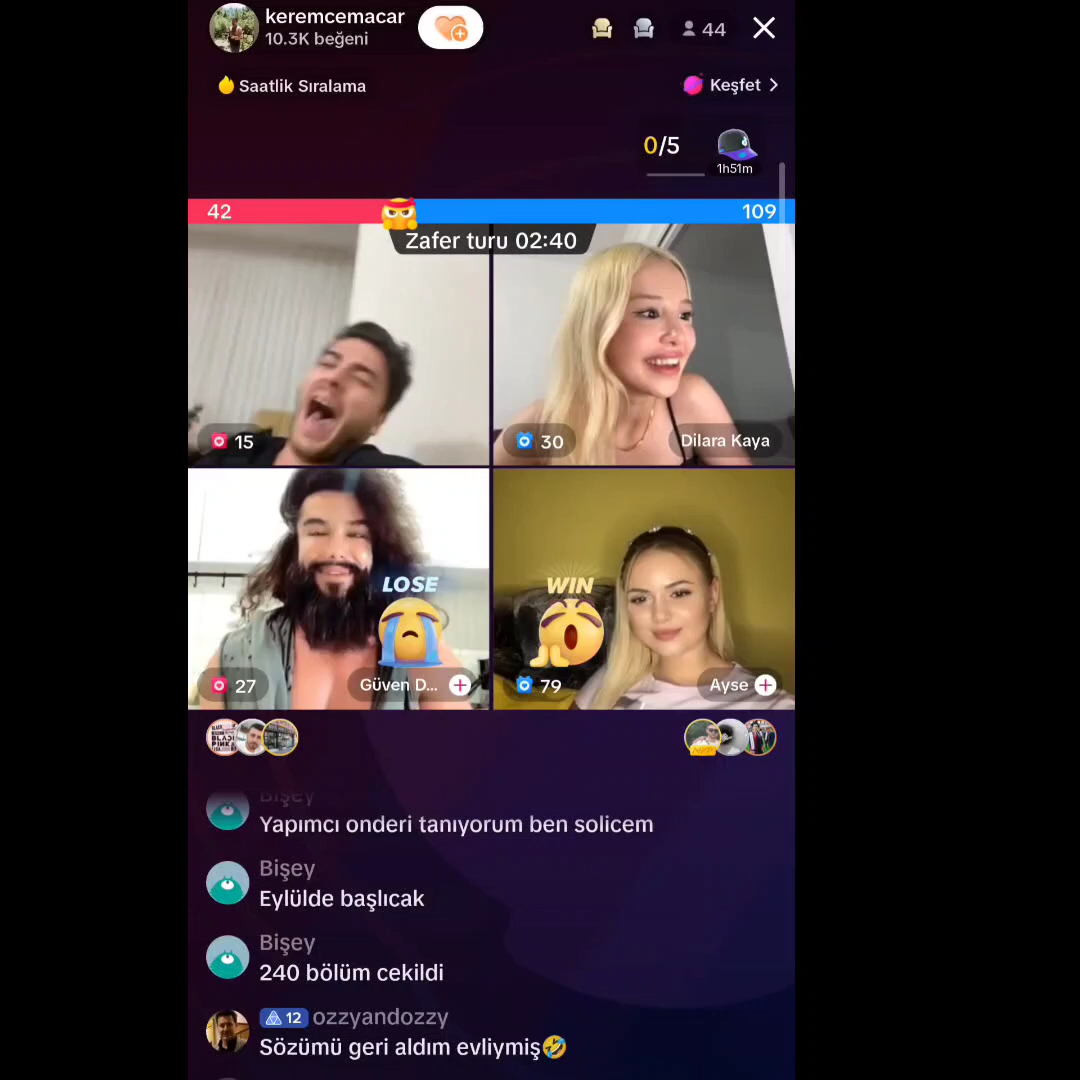 keremcemacar
10.3K beğeni
44
Saatlik Sıralama
Keşfet
0/5
1h51m
42
109
Zafer turu 02:40
15
30
Dilara Kaya
LOSE
WIN
27
Güven D...
79
Ayse
Bişey
Yapımcı onderi tanıyorum ben solicem
Bişey
Eylülde başlıcak
Bişey
240 bölüm cekildi
12 ozzyandozzy
Sözümü geri aldım evliymiş🤣